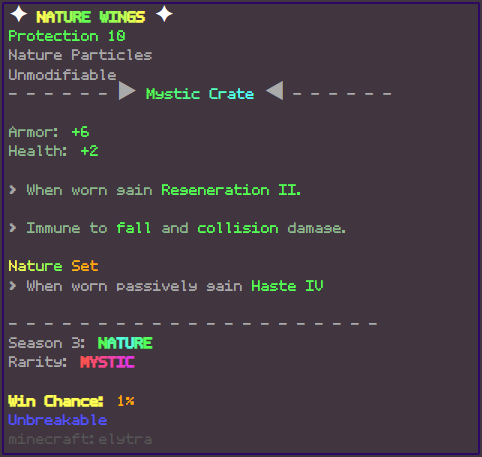 ✦ NATURE WINGS ✦
Protection 10
Nature Particles
Unmodifiable
- - - - - - ▶ Mystic Crate ◀ - - - - - -
Armor: +6
Health: +2
> When worn gain Regeneration II.
> Immune to fall and collision damage.
Nature Set
> When worn passively gain Haste IV
- - - - - - - - - - - - - - - - - - - - -
Season 3: NATURE
Rarity: MYSTIC
Win Chance: 1%
Unbreakable
minecraft:elytra